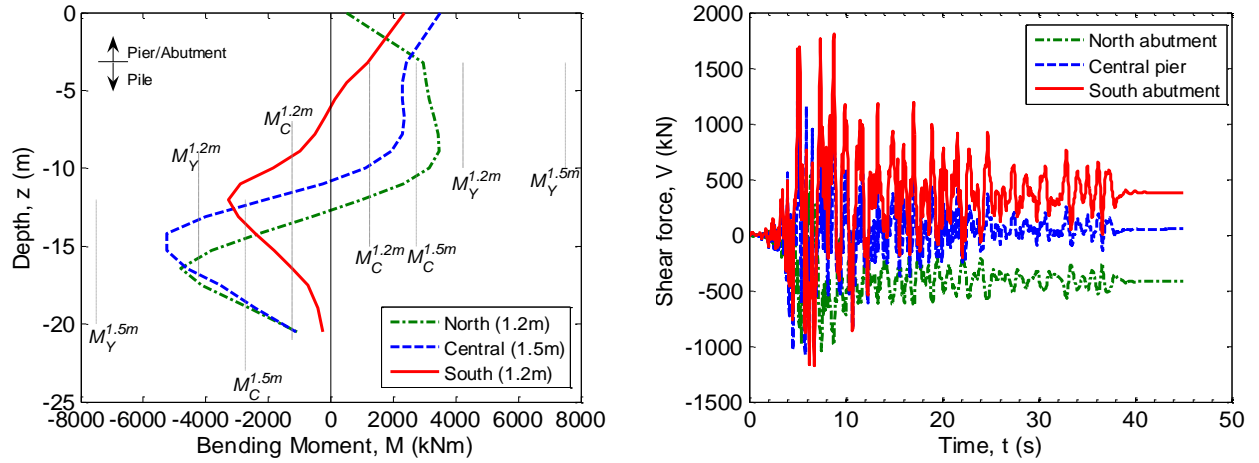 0
-5
-10
-15
-20
-25
-8000 -6000 -4000 -2000 0 2000 4000 6000 8000
Depth, z (m)
Bending Moment, M (kNm)
Pier/Abutment
Pile
M_C^{1.2m}
M_Y^{1.2m}
M_Y^{1.2m}
M_Y^{1.5m}
M_C^{1.2m}
M_C^{1.5m}
M_Y^{1.5m}
M_C^{1.5m}
North (1.2m)
Central (1.5m)
South (1.2m)
2000
1500
1000
500
0
-500
-1000
-1500
0 10 20 30 40 50
Shear force, V (kN)
Time, t (s)
North abutment
Central pier
South abutment